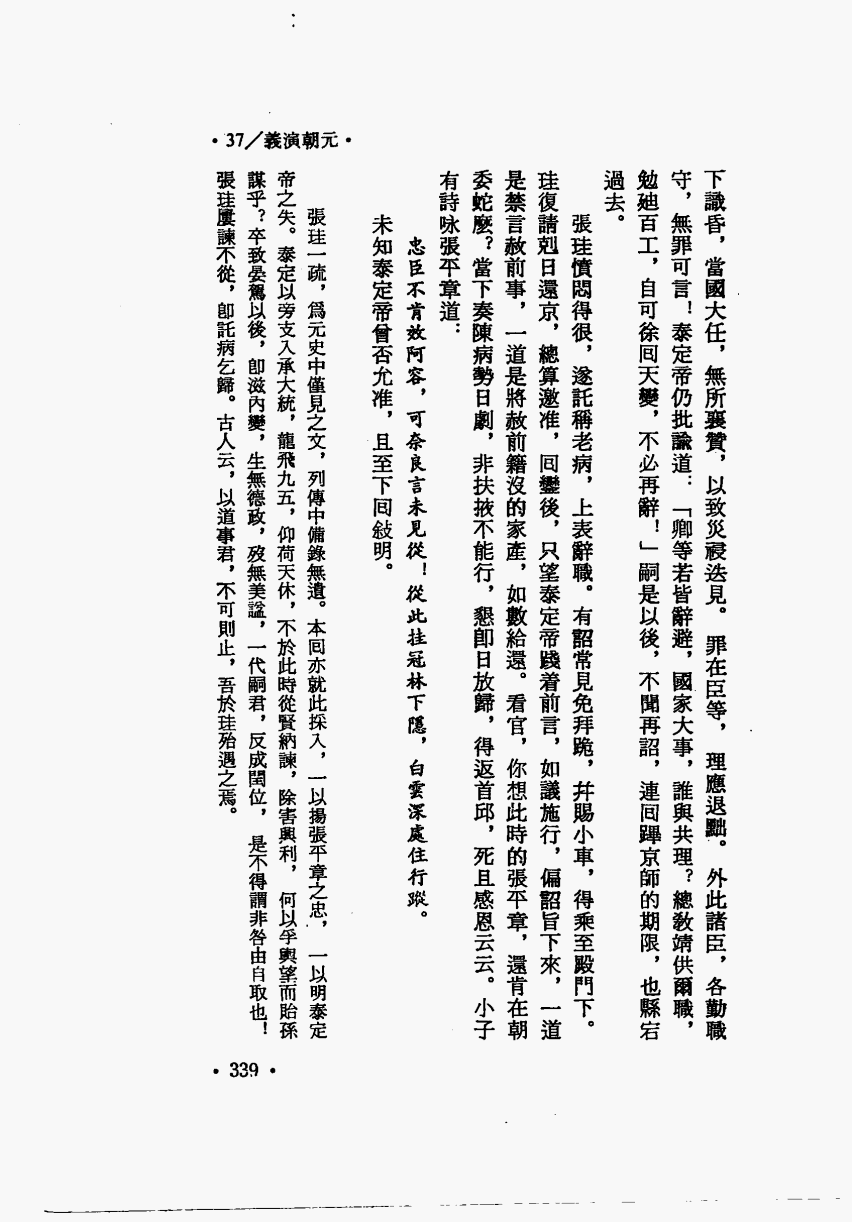 •37/義演朝元•
下識昏，當國大任，無所襄贊，以致災祲迭見。罪在臣等，理應退黜。外此諸臣，各勤職
守，無罪可言！泰定帝仍批諭道：「卿等若皆辭避，國家大事，誰與共理？總敎靖供爾職，
勉廸百工，自可徐囘天變，不必再辭！」嗣是以後，不聞再詔，連囘蹕京師的期限，也懸宕
過去。
張珪憤悶得很，遂託稱老病，上表辭職。有詔常見免拜跪，幷賜小車，得乘至殿門下。
珪復請剋日還京，總算邀准，囘鑾後，只望泰定帝踐着前言，如議施行，偏詔旨下來，一道
是禁言赦前事，一道是將赦前籍沒的家產，如數給還。看官，你想此時的張平章，還肯在朝
委蛇麽？當下奏陳病勢日劇，非扶掖不能行，懇卽日放歸，得返首邱，死且感恩云云。小子
有詩咏張平章道：
忠臣不肯效阿容，可奈良言未見從！從此挂冠林下隱，白雲深處住行蹤。
未知泰定帝曾否允准，且至下囘敍明。
張珪一疏，爲元史中僅見之文，列傳中備錄無遺。本囘亦就此採入，一以揚張平章之忠，一以明泰定
帝之失。泰定以旁支入承大統，龍飛九五，仰荷天休，不於此時從賢納諫，除害興利，何以孚輿望而貽孫
謀乎？卒致晏駕以後，卽滋內變，生無德政，歿無美諡，一代嗣君，反成閏位，是不得謂非咎由自取也！
張珪屢諫不從，卽託病乞歸。古人云，以道事君，不可則止，吾於珪殆遇之焉。
•339•